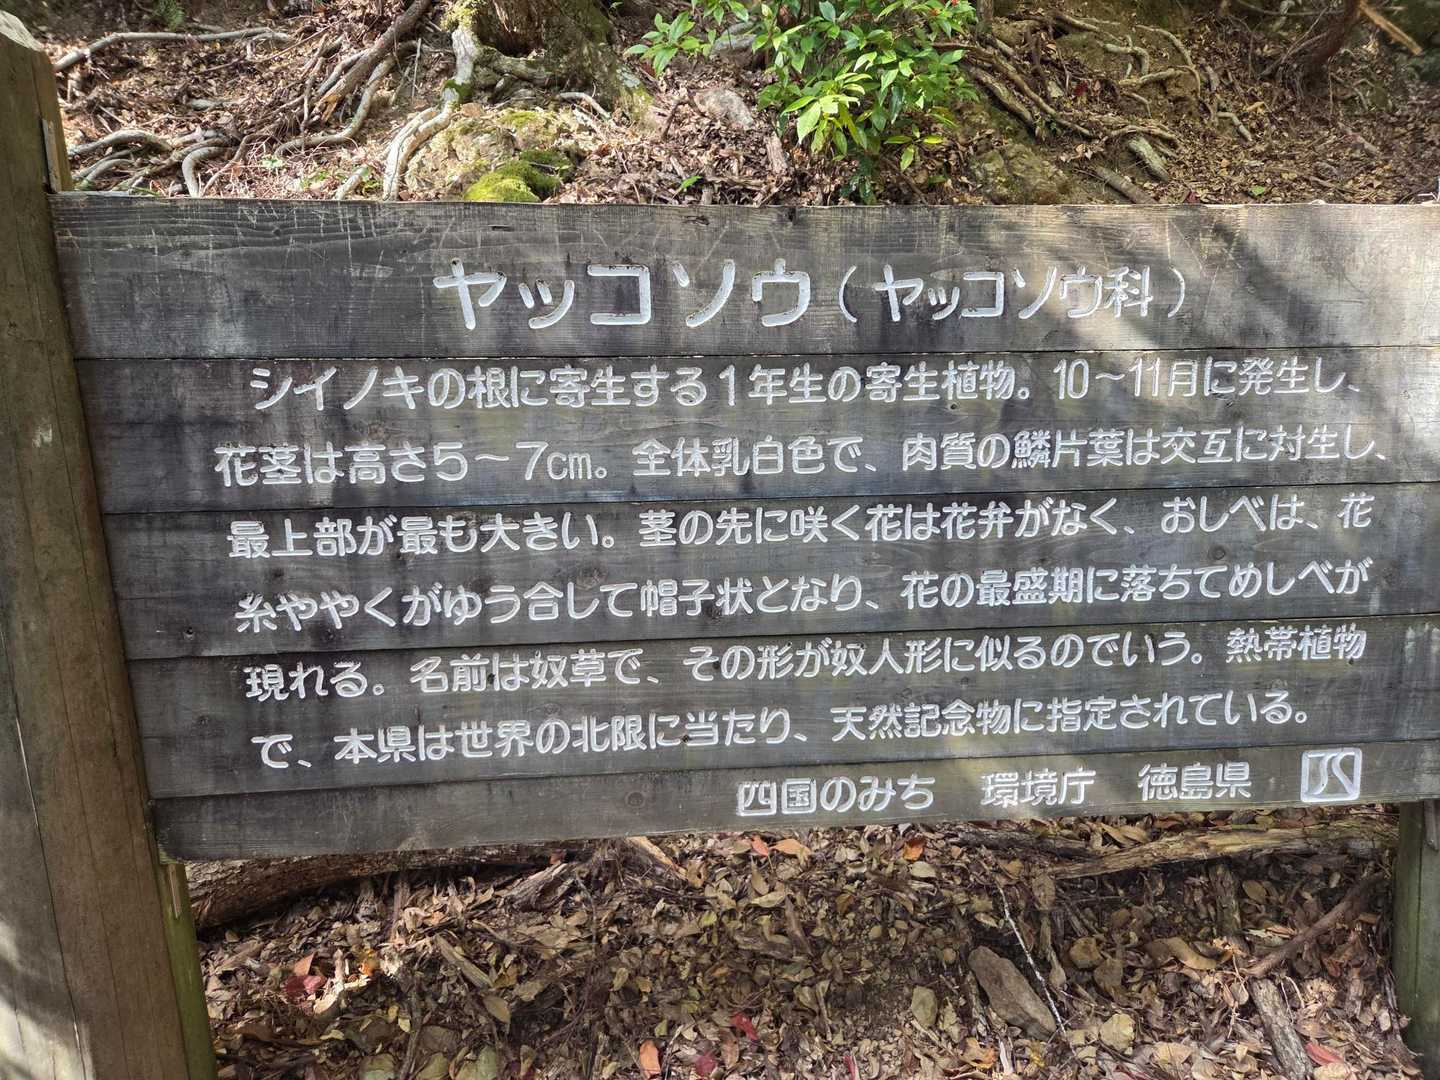 ヤッコソウ(ヤッコソウ科)
シイノキの根に寄生する1年生の寄生植物。10〜11月に発生し、
花茎は高さ5〜7cm。全体乳白色で、肉質の鱗片葉は交互に対生し、
最上部が最も大きい。茎の先に咲く花は花弁がなく、おしべは、花
糸ややくがゆう合して帽子状となり、花の最盛期に落ちてめしべが
現れる。名前は奴草で、その形が奴人形に似るのでいう。熱帯植物
で、本県は世界の北限に当たり、天然記念物に指定されている。
四国のみち 環境庁 徳島県